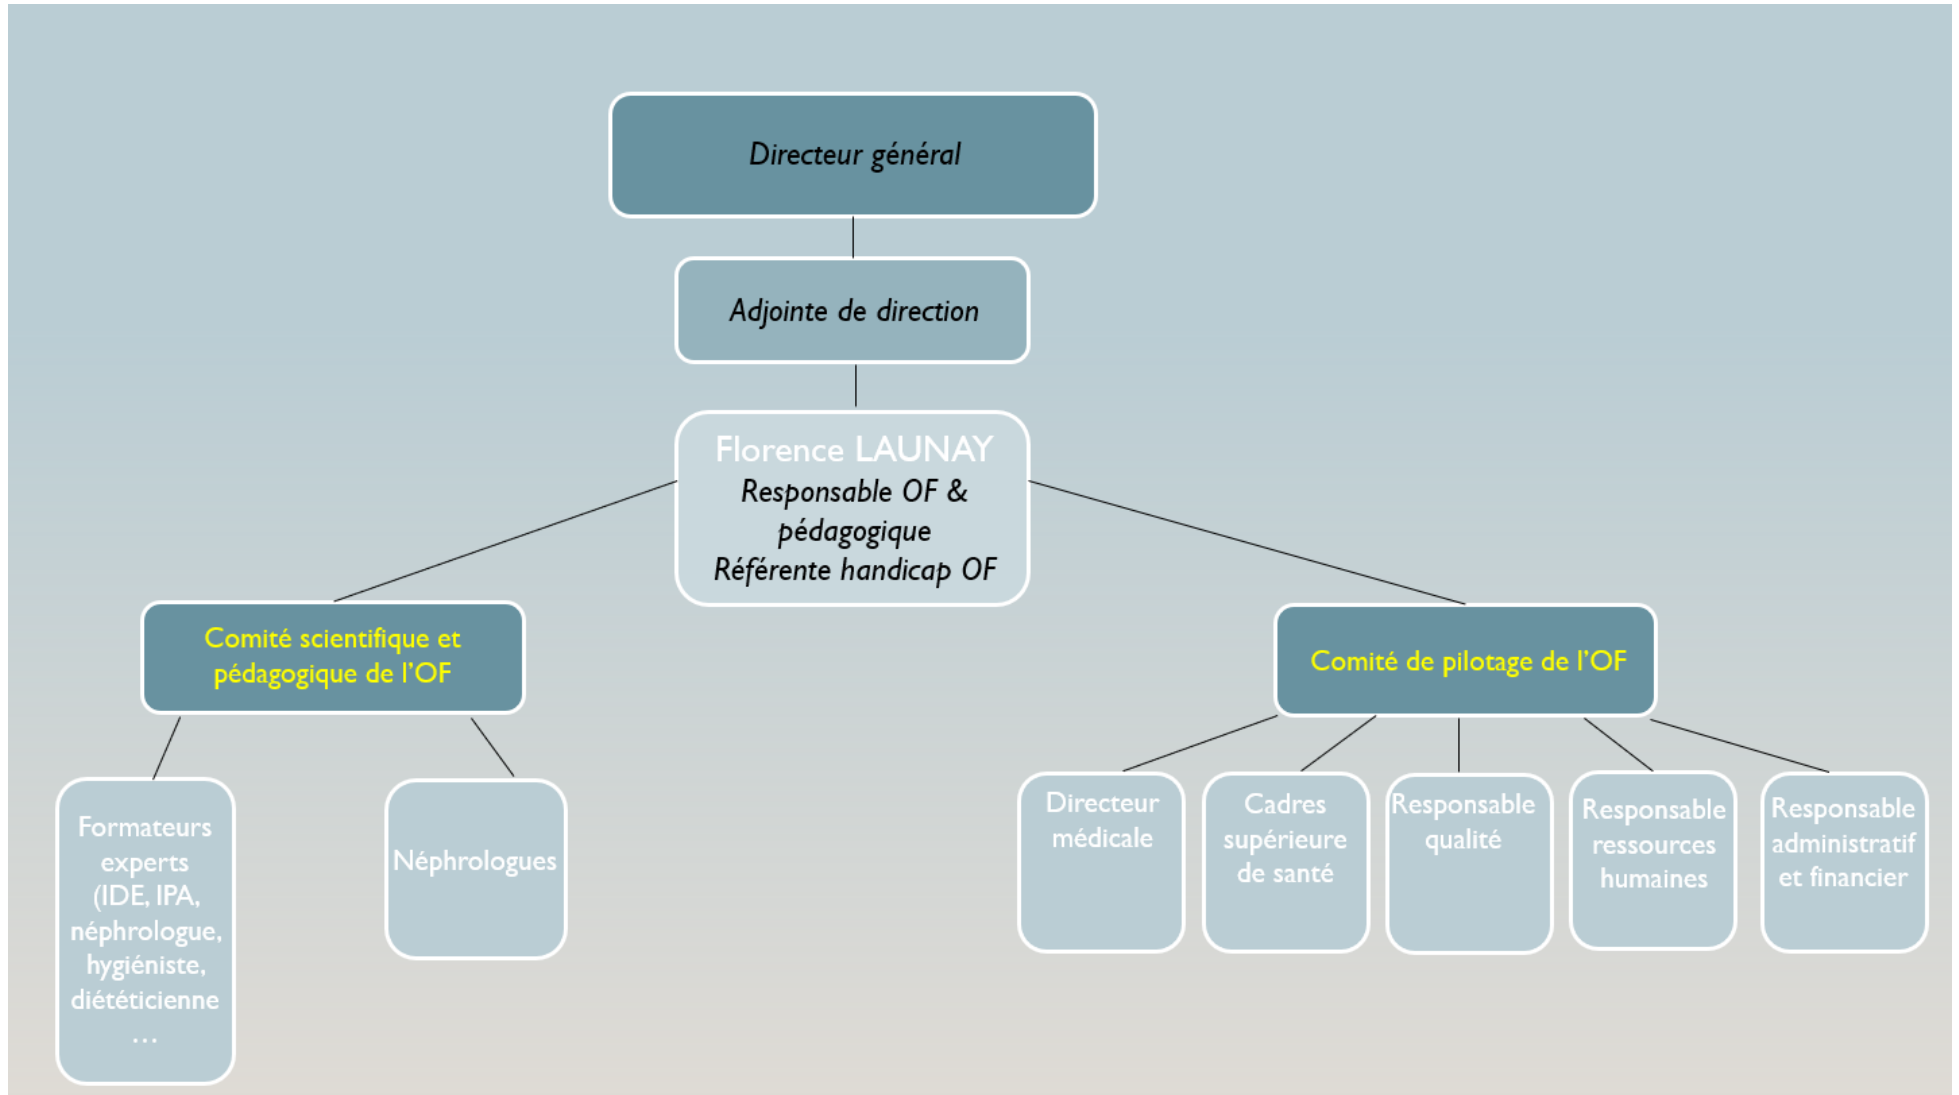 Directeur général
Adjointe de direction
Florence LAUNAY
Responsable OF &
pédagogique
Référente handicap OF
Comité scientifique et
pédagogique de l'OF
Comité de pilotage de l'OF
Formateurs
experts
(IDE, IPA,
néphrologue,
hygiéniste,
diététicienne
…
Néphrologues
Directeur
médicale
Cadres
supérieure
de santé
Responsable
qualité
Responsable
ressources
humaines
Responsable
administratif
et financier